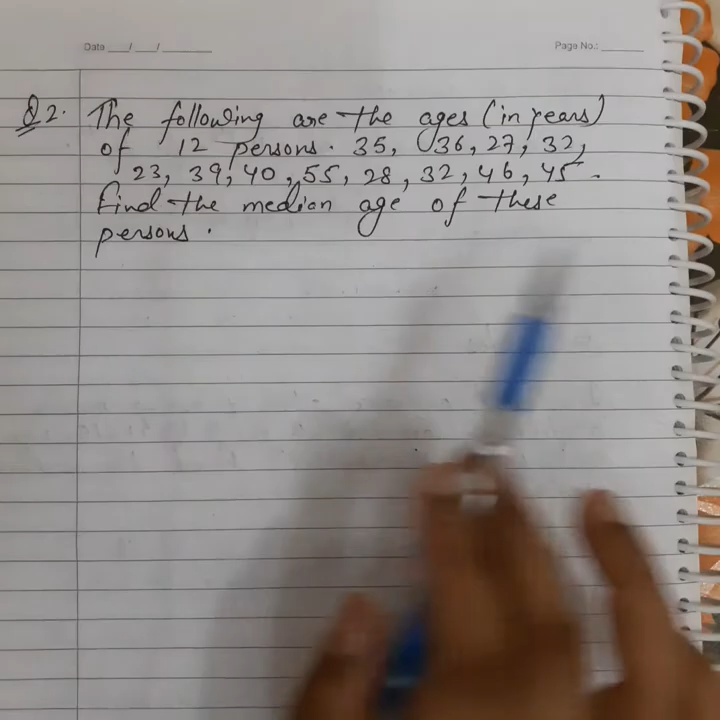 Date ___/___/________ Page No.: _______
Q2. The following are the ages (in years)
of 12 persons. 35, 36, 27, 32,
23, 39, 40, 55, 28, 32, 46, 45.
Find the median age of these
persons.